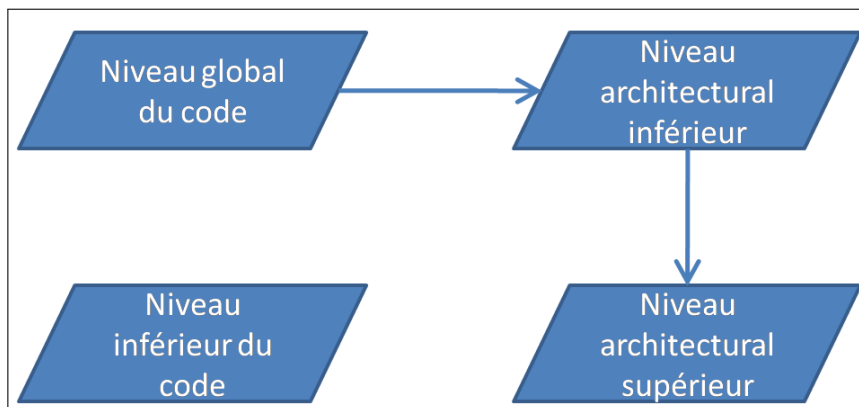 Niveau global
du code
Niveau
architectural
inférieur
Niveau
inférieur du
code
Niveau
architectural
supérieur